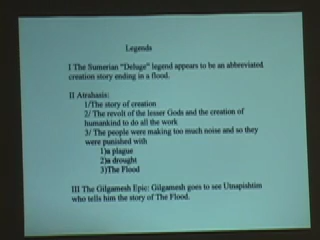 Legends
I The Sumerian "Deluge" legend appears to be an abbreviated
creation story ending in a flood.
II Atrahasis:
1/The story of creation
2/ The revolt of the lesser Gods and the creation of
humankind to do all the work
3/ The people were making too much noise and so they
were punished with
1)a plague
2)a drought
3)The Flood
III The Gilgamesh Epic: Gilgamesh goes to see Utnapishtim
who tells him the story of The Flood.